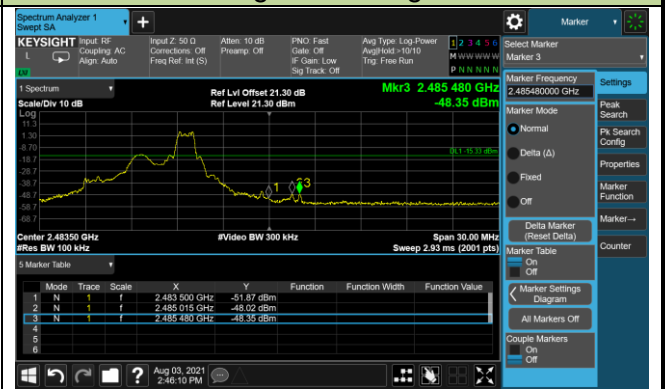 Spectrum Analyzer 1
Swept SA
Marker
KEYSIGHT
L
Input: RF
Coupling: AC
Align: Auto
Input Z: 50 Ω
Corrections: Off
Freq Ref: Int (S)
Atten: 10 dB
Preamp: Off
PNO: Fast
Gate: Off
IF Gain: Low
Sig Track: Off
Avg Type: Log-Power
Avg|Hold:>10/10
Trig: Free Run
1 2 3 4 5 6
M W W W W W
P N N N N N
Select Marker
Marker 3
1 Spectrum
Scale/Div 10 dB
Log
Ref Lvl Offset 21.30 dB
Ref Level 21.30 dBm
Mkr3 2.485 480 GHz
-48.35 dBm
11.3
1.30
-8.70
-18.7
-28.7
-38.7
-48.7
-58.7
-68.7
DL1 -15.33 dBm
1
3
Center 2.48350 GHz
#Res BW 100 kHz
#Video BW 300 kHz
Span 30.00 MHz
Sweep 2.93 ms (2001 pts)
5 Marker Table
Mode Trace Scale X Y Function Function Width Function Value
1 N 1 f 2.483 500 GHz -51.87 dBm
2 N 1 f 2.485 015 GHz -48.02 dBm
3 N 1 f 2.485 480 GHz -48.35 dBm
4
5
6
Marker Frequency
2.485480000 GHz
Marker Mode
Normal
Delta (Δ)
Fixed
Off
Delta Marker
(Reset Delta)
Marker Table
On
Off
Marker Settings
Diagram
All Markers Off
Couple Markers
On
Off
Settings
Peak
Search
Pk Search
Config
Properties
Marker
Function
Marker→
Counter
Aug 03, 2021
2:46:10 PM